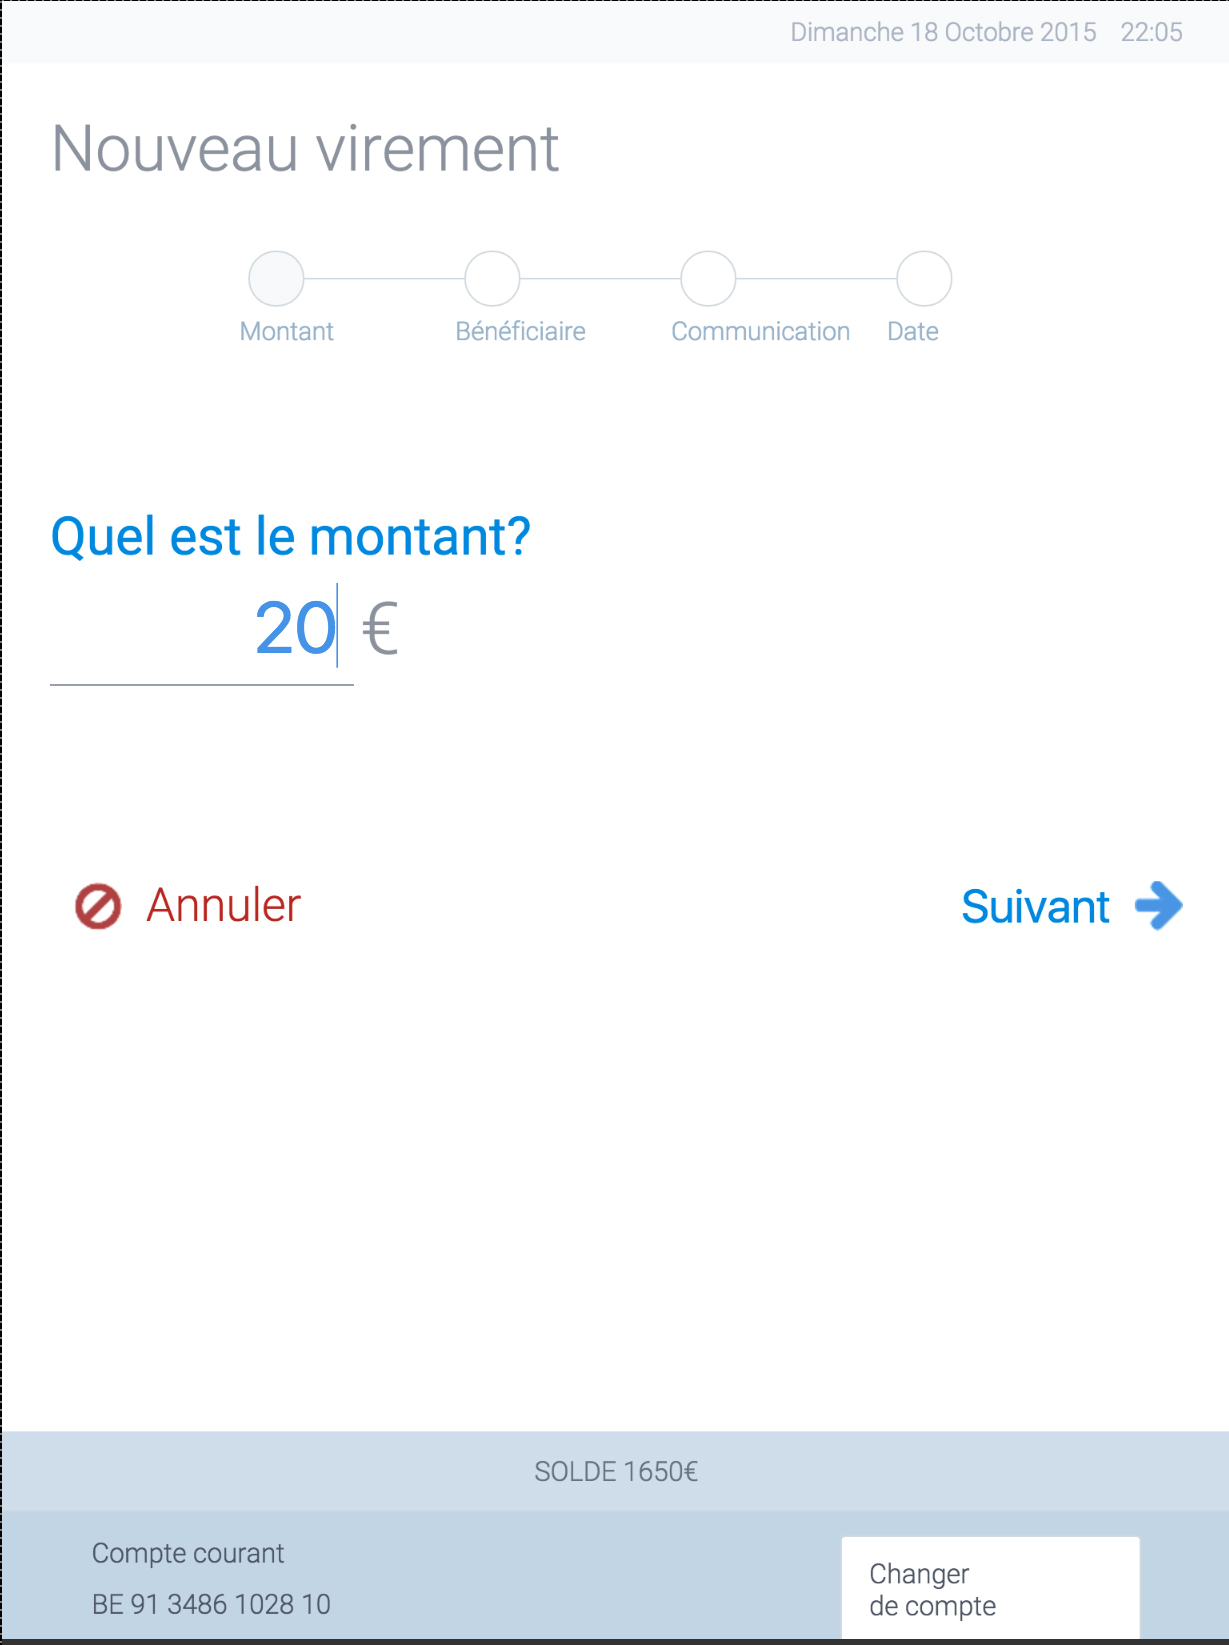 Dimanche 18 Octobre 2015 22:05
Nouveau virement
Montant Bénéficiaire Communication Date
Quel est le montant?
20 €
Annuler Suivant
SOLDE 1650€
Compte courant
BE 91 3486 1028 10
Changer
de compte